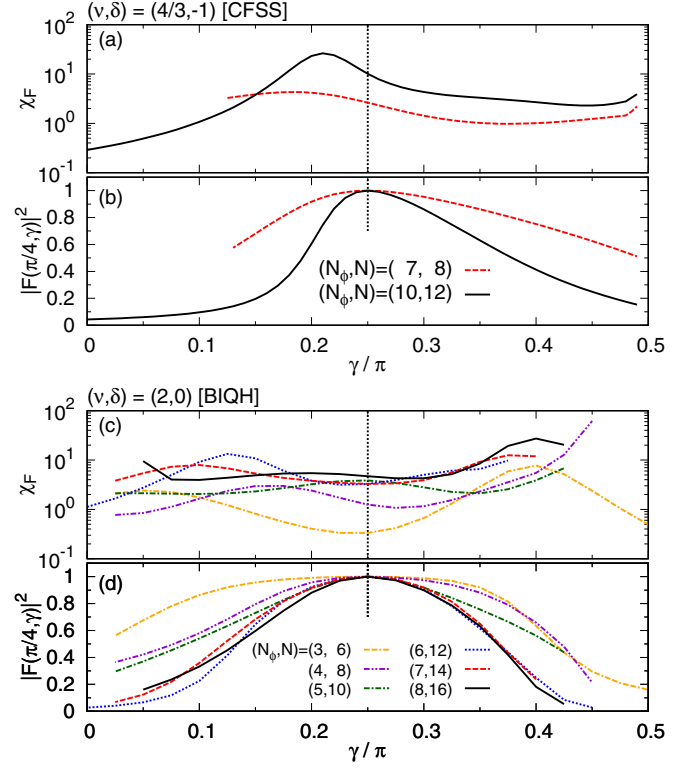 (ν,δ) = (4/3,-1) [CFSS]
(a)
χF
10²
10¹
10⁰
10⁻¹
(b)
|F(π/4,γ)|²
1
0.8
0.6
0.4
0.2
0
(Nϕ,N)=( 7, 8)
(Nϕ,N)=(10,12)
0 0.1 0.2 0.3 0.4 0.5
γ/π
(ν,δ) = (2,0) [BIQH]
(c)
χF
10²
10¹
10⁰
10⁻¹
(d)
|F(π/4,γ)|²
1
0.8
0.6
0.4
0.2
0
(Nϕ,N)=(3, 6) (6,12)
(4, 8) (7,14)
(5,10) (8,16)
0 0.1 0.2 0.3 0.4 0.5
γ/π